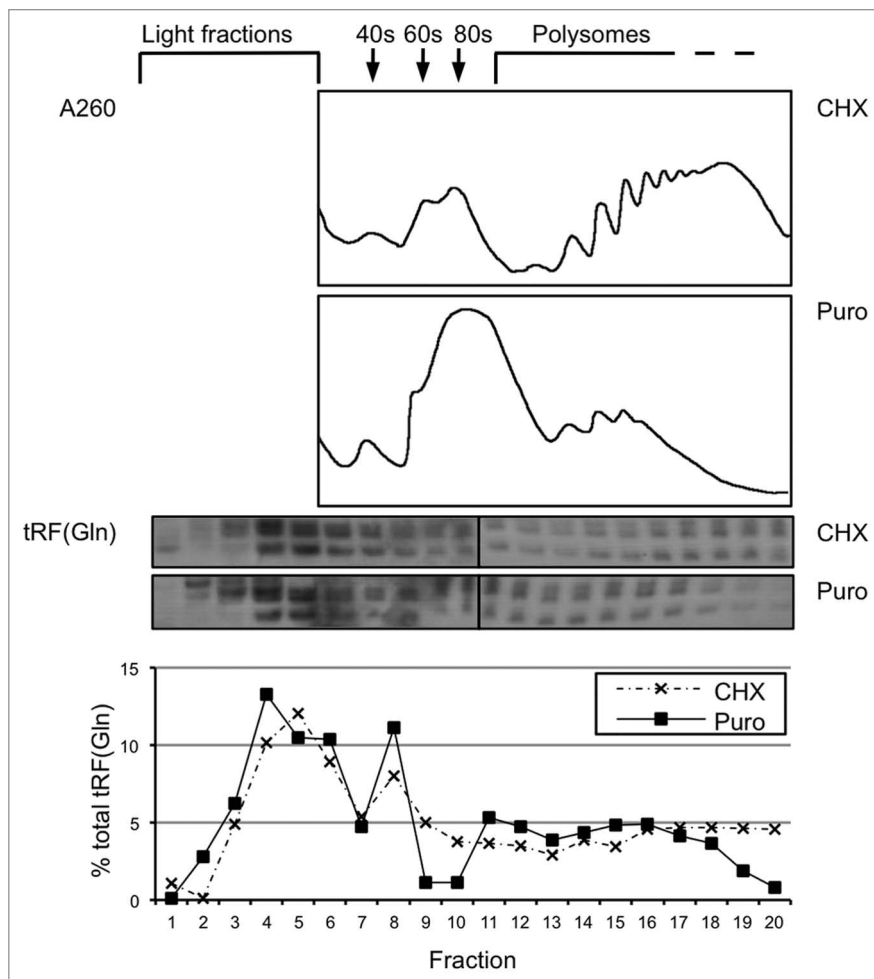 Light fractions 40s 60s 80s Polysomes
A260 CHX
Puro
tRF(Gln) CHX
Puro
15
10
5
0
% total tRF(Gln)
CHX
Puro
1 2 3 4 5 6 7 8 9 10 11 12 13 14 15 16 17 18 19 20
Fraction